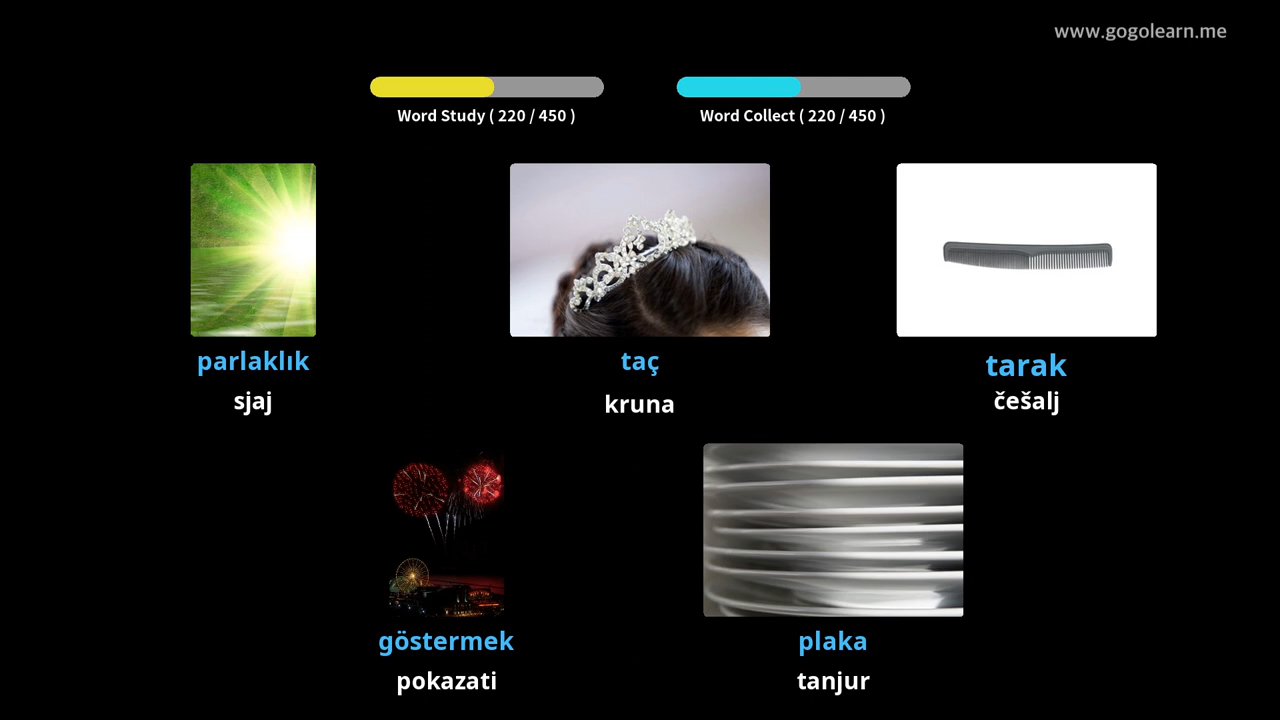 www.gogolearn.me
Word Study ( 220 / 450 )
Word Collect ( 220 / 450 )
parlaklık
sjaj
taç
kruna
tarak
češalj
göstermek
pokazati
plaka
tanjur